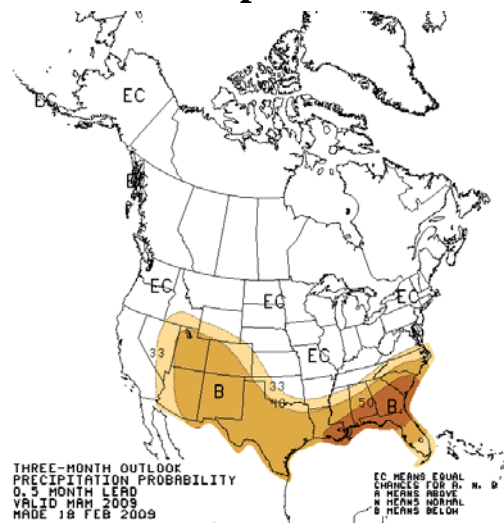 EC
EC
EC
EC
EC
EC
EC
33
33
40
50
B
B
THREE-MONTH OUTLOOK
PRECIPITATION PROBABILITY
0.5 MONTH LEAD
VALID MAM 2009
MADE 18 FEB 2009
EC MEANS EQUAL
CHANCES FOR A, N, B
A MEANS ABOVE
N MEANS NORMAL
B MEANS BELOW